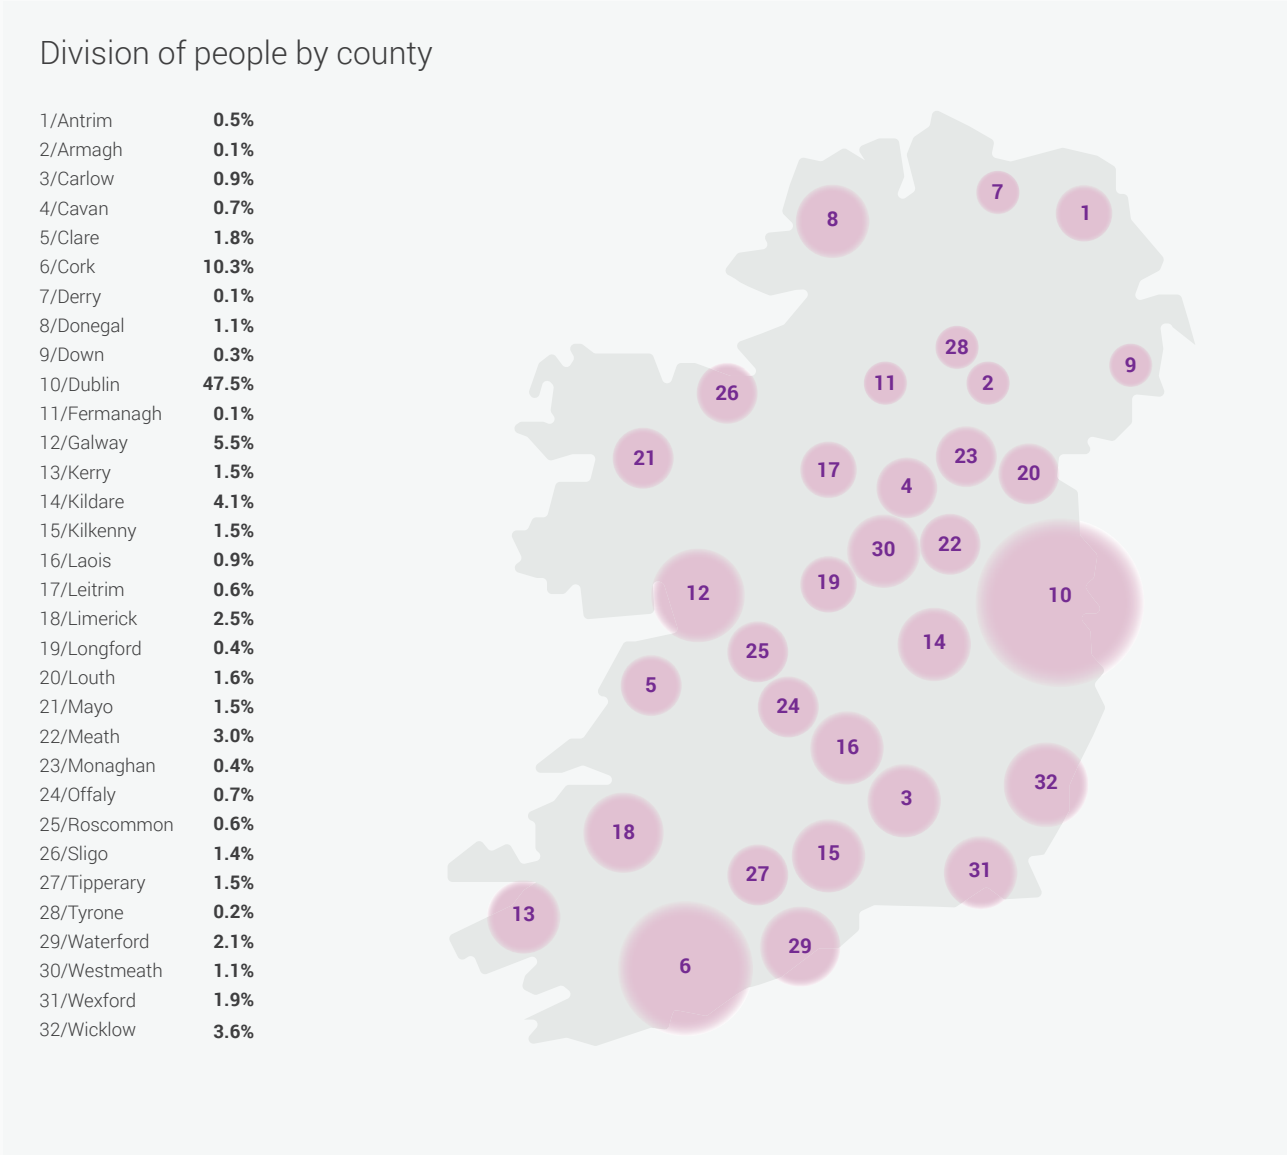 Division of people by county
1/Antrim 0.5%
2/Armagh 0.1%
3/Carlow 0.9%
4/Cavan 0.7%
5/Clare 1.8%
6/Cork 10.3%
7/Derry 0.1%
8/Donegal 1.1%
9/Down 0.3%
10/Dublin 47.5%
11/Fermanagh 0.1%
12/Galway 5.5%
13/Kerry 1.5%
14/Kildare 4.1%
15/Kilkenny 1.5%
16/Laois 0.9%
17/Leitrim 0.6%
18/Limerick 2.5%
19/Longford 0.4%
20/Louth 1.6%
21/Mayo 1.5%
22/Meath 3.0%
23/Monaghan 0.4%
24/Offaly 0.7%
25/Roscommon 0.6%
26/Sligo 1.4%
27/Tipperary 1.5%
28/Tyrone 0.2%
29/Waterford 2.1%
30/Westmeath 1.1%
31/Wexford 1.9%
32/Wicklow 3.6%
7
1
8
28
9
11
2
26
23
21
17
20
4
22
30
19
12
10
14
25
5
24
16
32
3
18
15
31
27
13
29
6